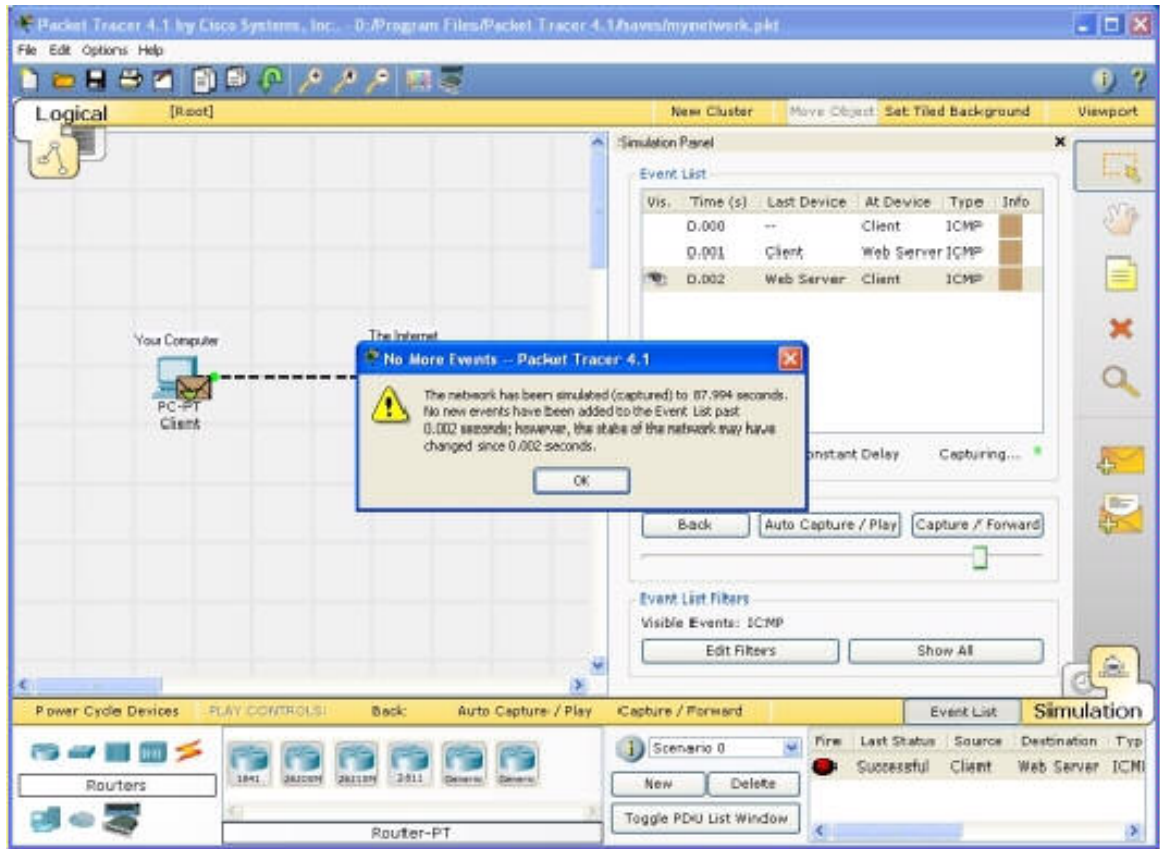 Packet Tracer 4.1 by Cisco Systems, Inc. - D:/Program Files/Packet Tracer 4.1/saves/mynetwork.pkt
File Edit Options Help
Logical [Root] New Cluster Move Object Set Tiled Background Viewport
Simulation Panel
Event List
Vis. Time (s) Last Device At Device Type Info
0.000 -- Client ICMP
0.001 Client Web Server ICMP
0.002 Web Server Client ICMP
Your Computer
The Internet
PC-PT
Client
No More Events -- Packet Tracer 4.1
The network has been simulated (captured) to 87.994 seconds.
No new events have been added to the Event List past
0.002 seconds; however, the state of the network may have
changed since 0.002 seconds.
OK
Constant Delay Capturing...
Back Auto Capture / Play Capture / Forward
Event List Filters
Visible Events: ICMP
Edit Filters Show All
Power Cycle Devices PLAY CONTROLS: Back Auto Capture / Play Capture / Forward Event List Simulation
Routers
1841 2811 Generic Generic
Router-PT
Scenario 0
New Delete
Toggle PDU List Window
Fire Last Status Source Destination Typ
Successful Client Web Server ICMI